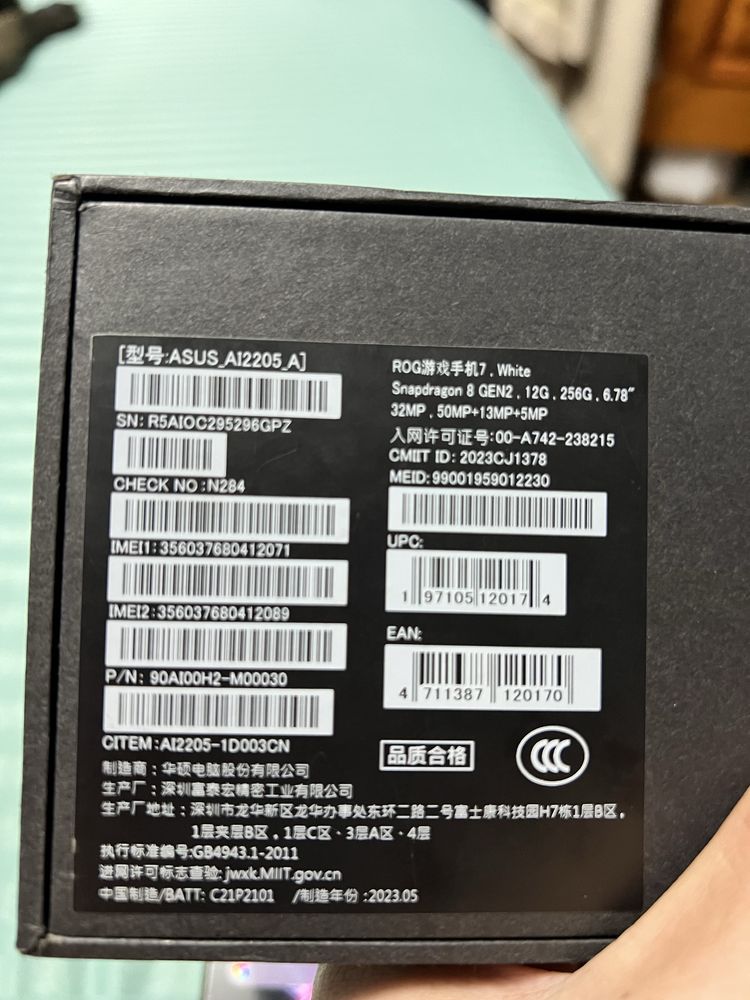 [型号:ASUS_AI2205_A]
SN: R5AIOC295296GPZ
CHECK NO :N284
IMEI1: 356037680412071
IMEI2:356037680412089
P/N: 90AI00H2-M00030
CITEM:AI2205-1D003CN
ROG游戏手机7 , White
Snapdragon 8 GEN2 , 12G , 256G , 6.78"
32MP , 50MP+13MP+5MP
入网许可证号:00-A742-238215
CMIIT ID: 2023CJ1378
MEID:99001959012230
UPC:
1 97105 12017 4
EAN:
4 711387 120170
品质合格
CCC
制造商：华硕电脑股份有限公司
生产厂：深圳富泰宏精密工业有限公司
生产厂地址：深圳市龙华新区龙华办事处东环二路二号富士康科技园H7栋1层B区，
1层夹层B区，1层C区、3层A区、4层
执行标准编号:GB4943.1-2011
进网许可标志查验: jwxk.MIIT.gov.cn
中国制造/BATT: C21P2101 /制造年份 :2023.05